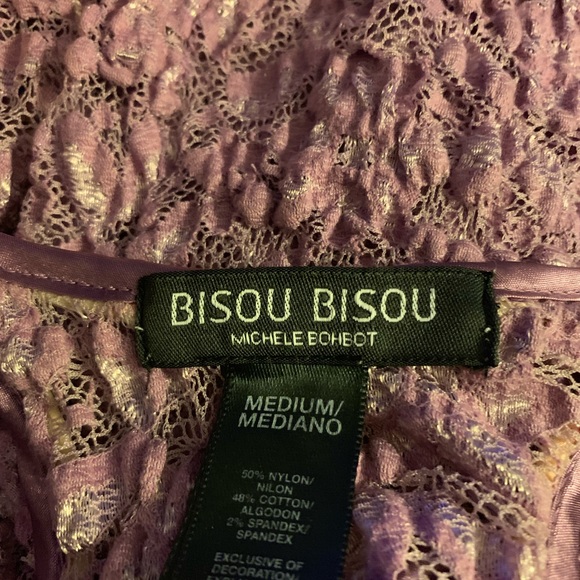 BISOU BISOU
MICHELE BOHBOT
MEDIUM/
MEDIANO
50% NYLON/
NILON
48% COTTON/
ALGODON
2% SPANDEX/
SPANDEX
EXCLUSIVE OF
DECORATION/